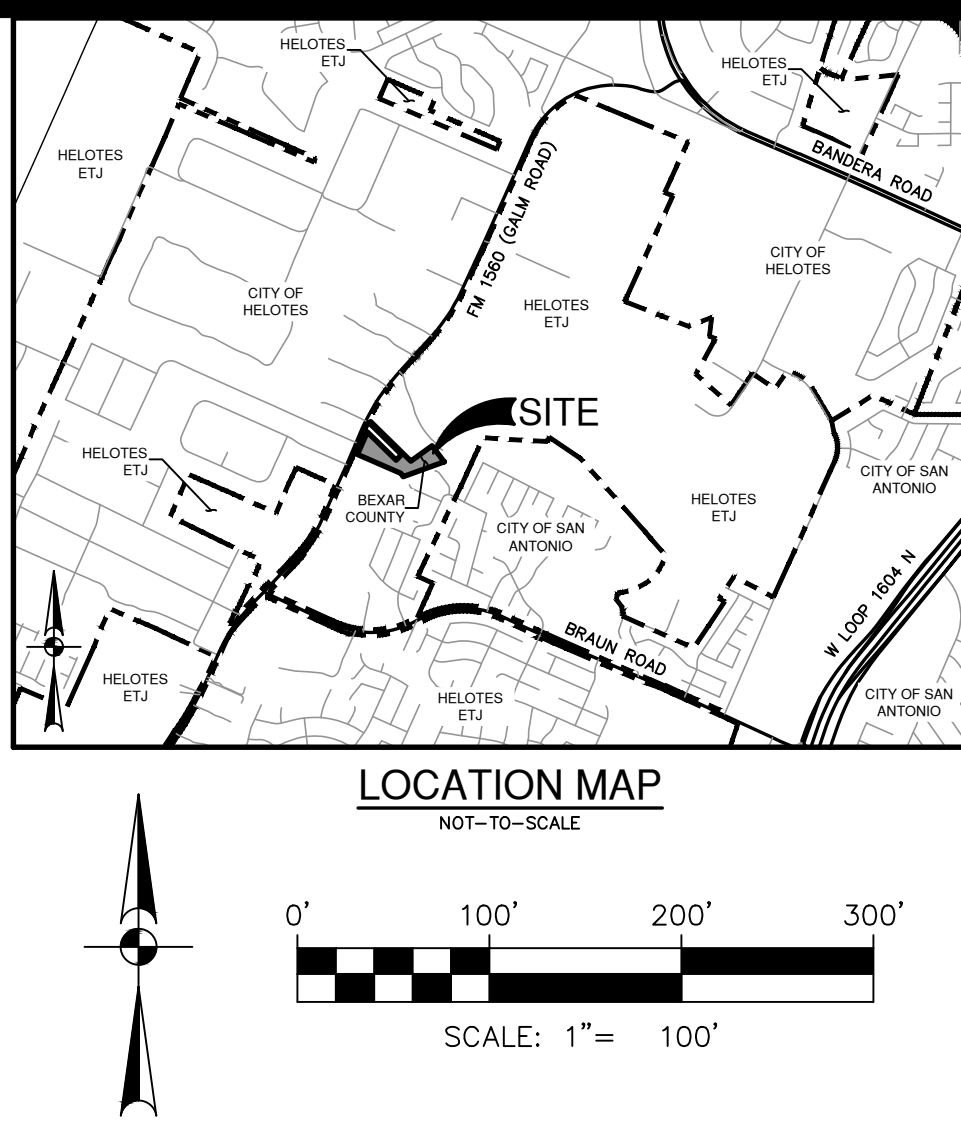 HELOTES
ETJ
HELOTES
ETJ
BANDERA ROAD
HELOTES
ETJ
FM 1560 (GALM ROAD)
CITY OF
HELOTES
CITY OF
HELOTES
HELOTES
ETJ
SITE
HELOTES
ETJ
CITY OF SAN
ANTONIO
BEXAR
COUNTY
HELOTES
ETJ
CITY OF SAN
ANTONIO
W LOOP 1604 N
BRAUN ROAD
HELOTES
ETJ
HELOTES
ETJ
CITY OF SAN
ANTONIO
LOCATION MAP
NOT-TO-SCALE
0' 100' 200' 300'
SCALE: 1"= 100'